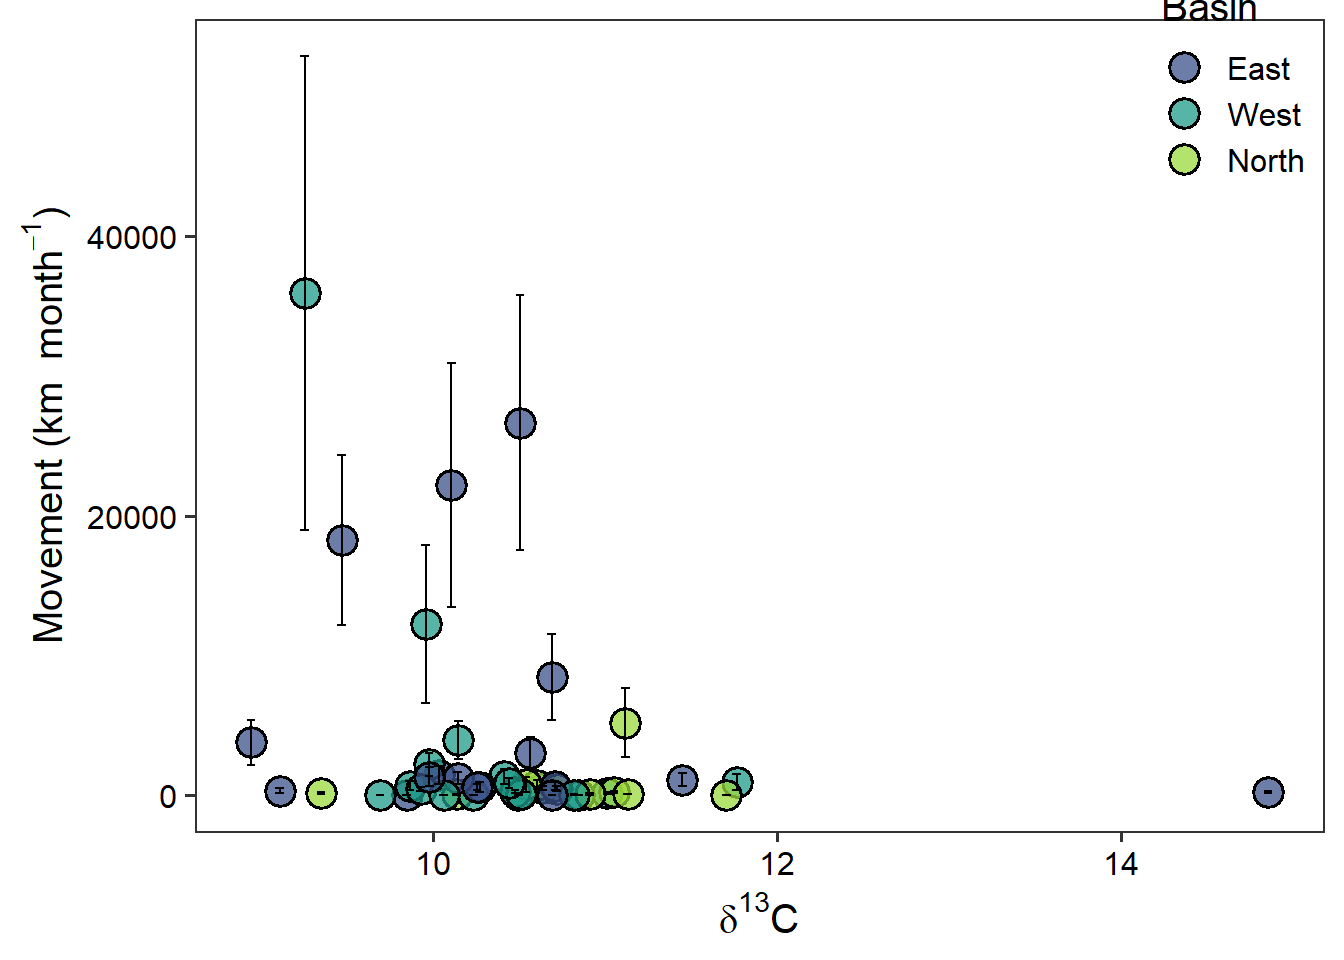 Basin
East
West
North
Movement (km month⁻¹)
40000
20000
0
10
12
14
δ¹³C